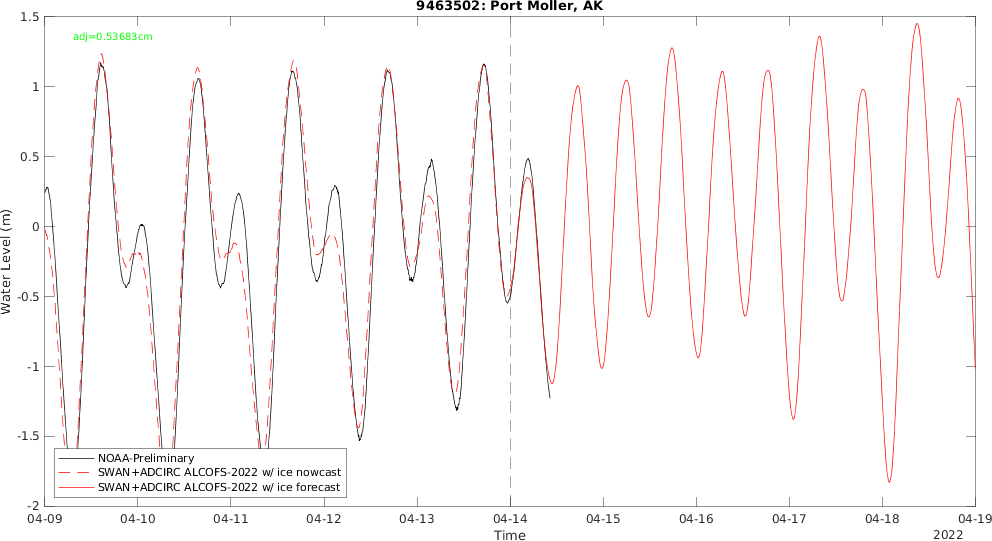 9463502: Port Moller, AK
adj=0.53683cm
Water Level (m)
1.5
1
0.5
0
-0.5
-1
-1.5
-2
NOAA-Preliminary
SWAN+ADCIRC ALCOFS-2022 w/ ice nowcast
SWAN+ADCIRC ALCOFS-2022 w/ ice forecast
04-09 04-10 04-11 04-12 04-13 04-14 04-15 04-16 04-17 04-18 04-19
Time
2022